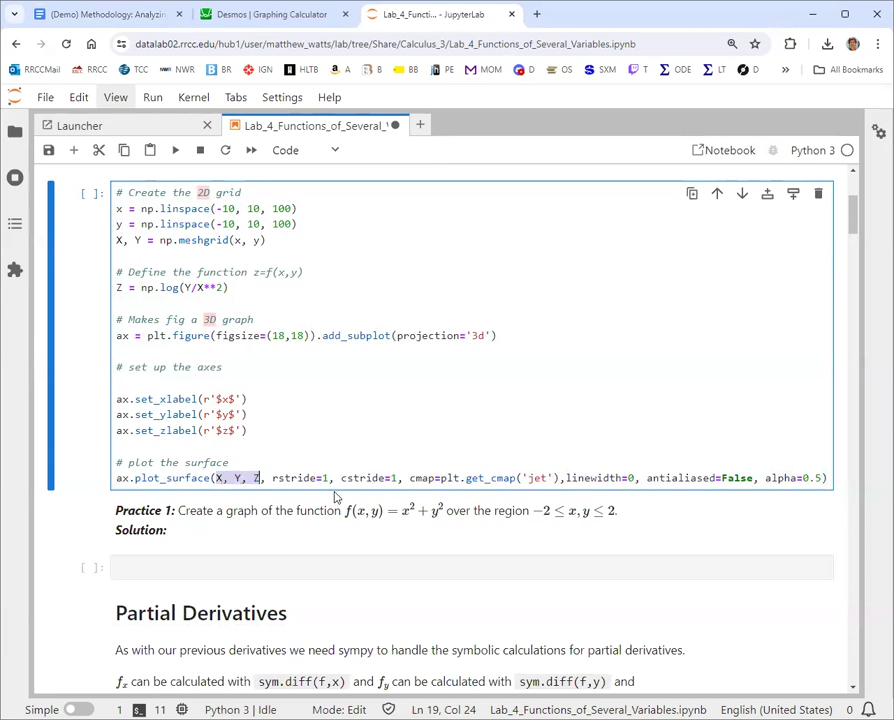 (Demo) Methodology: Analyzin
Desmos | Graphing Calculator
Lab_4_Functi... - JupyterLab
datalab02.rrcc.edu/hub1/user/matthew_watts/lab/tree/Share/Calculus_3/Lab_4_Functions_of_Several_Variables.ipynb
RRCCMail RRCC TCC NWR BR IGN HLTB A B BB MOM D OS SXM T ODE LT D All Bookmarks
File Edit View Run Kernel Tabs Settings Help
Launcher
Lab_4_Functions_of_Several_
Code
Notebook
Python 3
[ ]:
# Create the 2D grid
x = np.linspace(-10, 10, 100)
y = np.linspace(-10, 10, 100)
X, Y = np.meshgrid(x, y)
# Define the function z=f(x,y)
Z = np.log(Y/X**2)
# Makes fig a 3D graph
ax = plt.figure(figsize=(18,18)).add_subplot(projection='3d')
# set up the axes
ax.set_xlabel(r'$x$')
ax.set_ylabel(r'$y$')
ax.set_zlabel(r'$z$')
# plot the surface
ax.plot_surface(X, Y, Z, rstride=1, cstride=1, cmap=plt.get_cmap('jet'),linewidth=0, antialiased=False, alpha=0.5)
Practice 1: Create a graph of the function f(x, y) = x² + y² over the region −2 ≤ x, y ≤ 2.
Solution:
[ ]:
Partial Derivatives
As with our previous derivatives we need sympy to handle the symbolic calculations for partial derivatives.
fₓ can be calculated with sym.diff(f,x) and f_y can be calculated with sym.diff(f,y) and
Simple 1 11 Python 3 | Idle Mode: Edit Ln 19, Col 24 Lab_4_Functions_of_Several_Variables.ipynb English (United States) 0